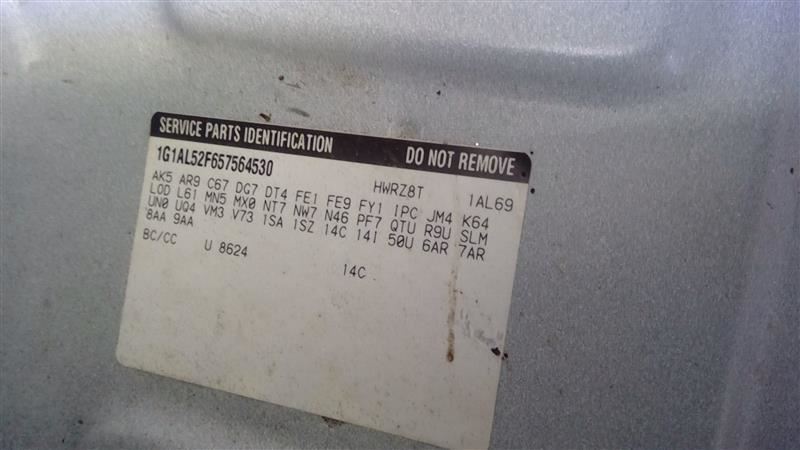 SERVICE PARTS IDENTIFICATION DO NOT REMOVE
1G1AL52F657564530 HWRZ8T 1AL69
AK5 AR9 C67 DG7 DT4 FE1 FE9 FY1 IPC JM4 K64
LOD L61 MN5 MX0 NT7 NW7 N46 PF7 QTU R9U SLM
UN0 UQ4 VM3 V73 1SA 1SZ 14C 14I 50U 6AR 7AR
8AA 9AA
BC/CC U 8624 14C